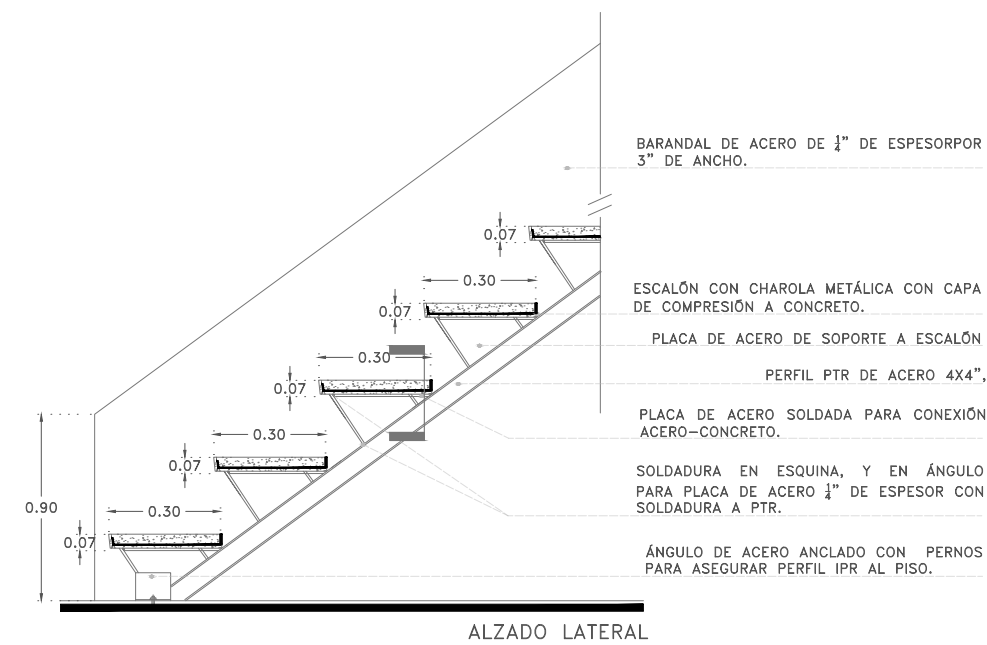 BARANDAL DE ACERO DE ¼" DE ESPESORPOR
3" DE ANCHO.
0.07
0.30
ESCALÓN CON CHAROLA METÁLICA CON CAPA
DE COMPRESIÓN A CONCRETO.
0.07
PLACA DE ACERO DE SOPORTE A ESCALÓN
0.30
PERFIL PTR DE ACERO 4X4",
0.07
PLACA DE ACERO SOLDADA PARA CONEXIÓN
ACERO-CONCRETO.
0.30
0.07
SOLDADURA EN ESQUINA, Y EN ÁNGULO
PARA PLACA DE ACERO ¼" DE ESPESOR CON
SOLDADURA A PTR.
0.90
0.30
0.07
ÁNGULO DE ACERO ANCLADO CON PERNOS
PARA ASEGURAR PERFIL IPR AL PISO.
ALZADO LATERAL